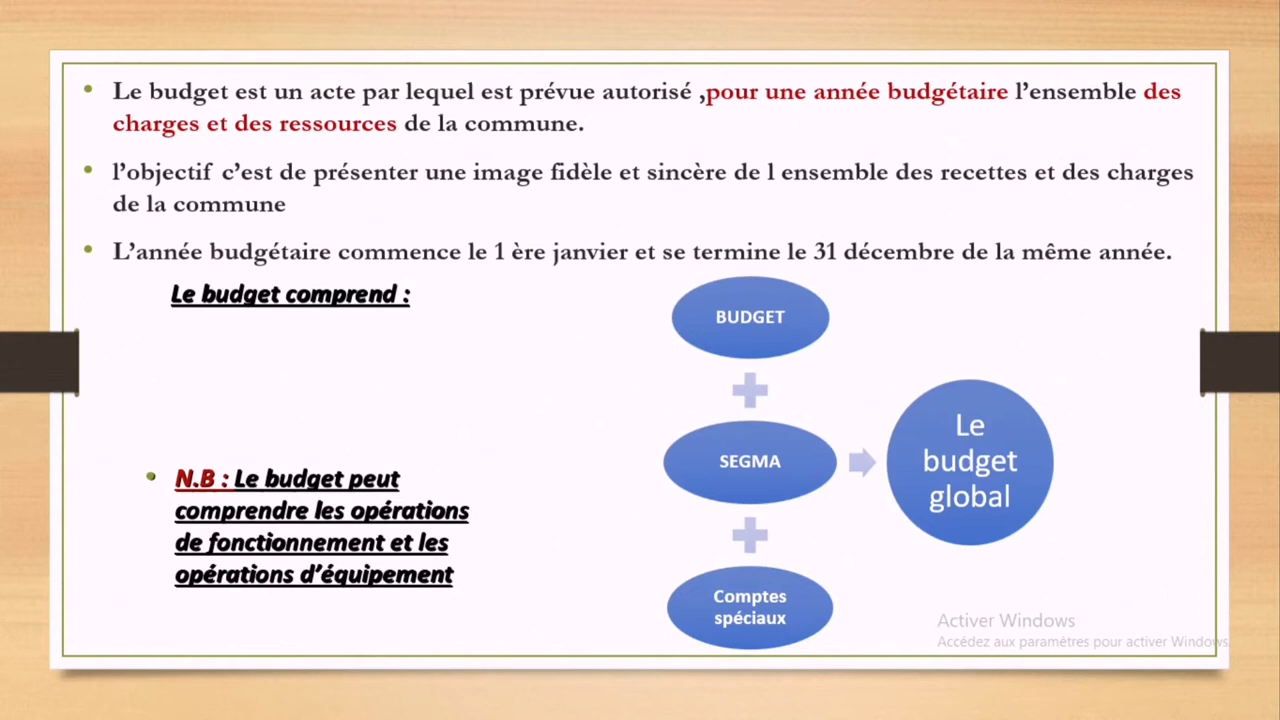 • Le budget est un acte par lequel est prévue autorisé ,pour une année budgétaire l’ensemble des
charges et des ressources de la commune.
• l’objectif c’est de présenter une image fidèle et sincère de l ensemble des recettes et des charges
de la commune
• L’année budgétaire commence le 1 ère janvier et se termine le 31 décembre de la même année.
Le budget comprend :
BUDGET
SEGMA
Comptes
spéciaux
Le
budget
global
• N.B : Le budget peut
comprendre les opérations
de fonctionnement et les
opérations d’équipement
Activer Windows
Accédez aux paramètres pour activer Windows